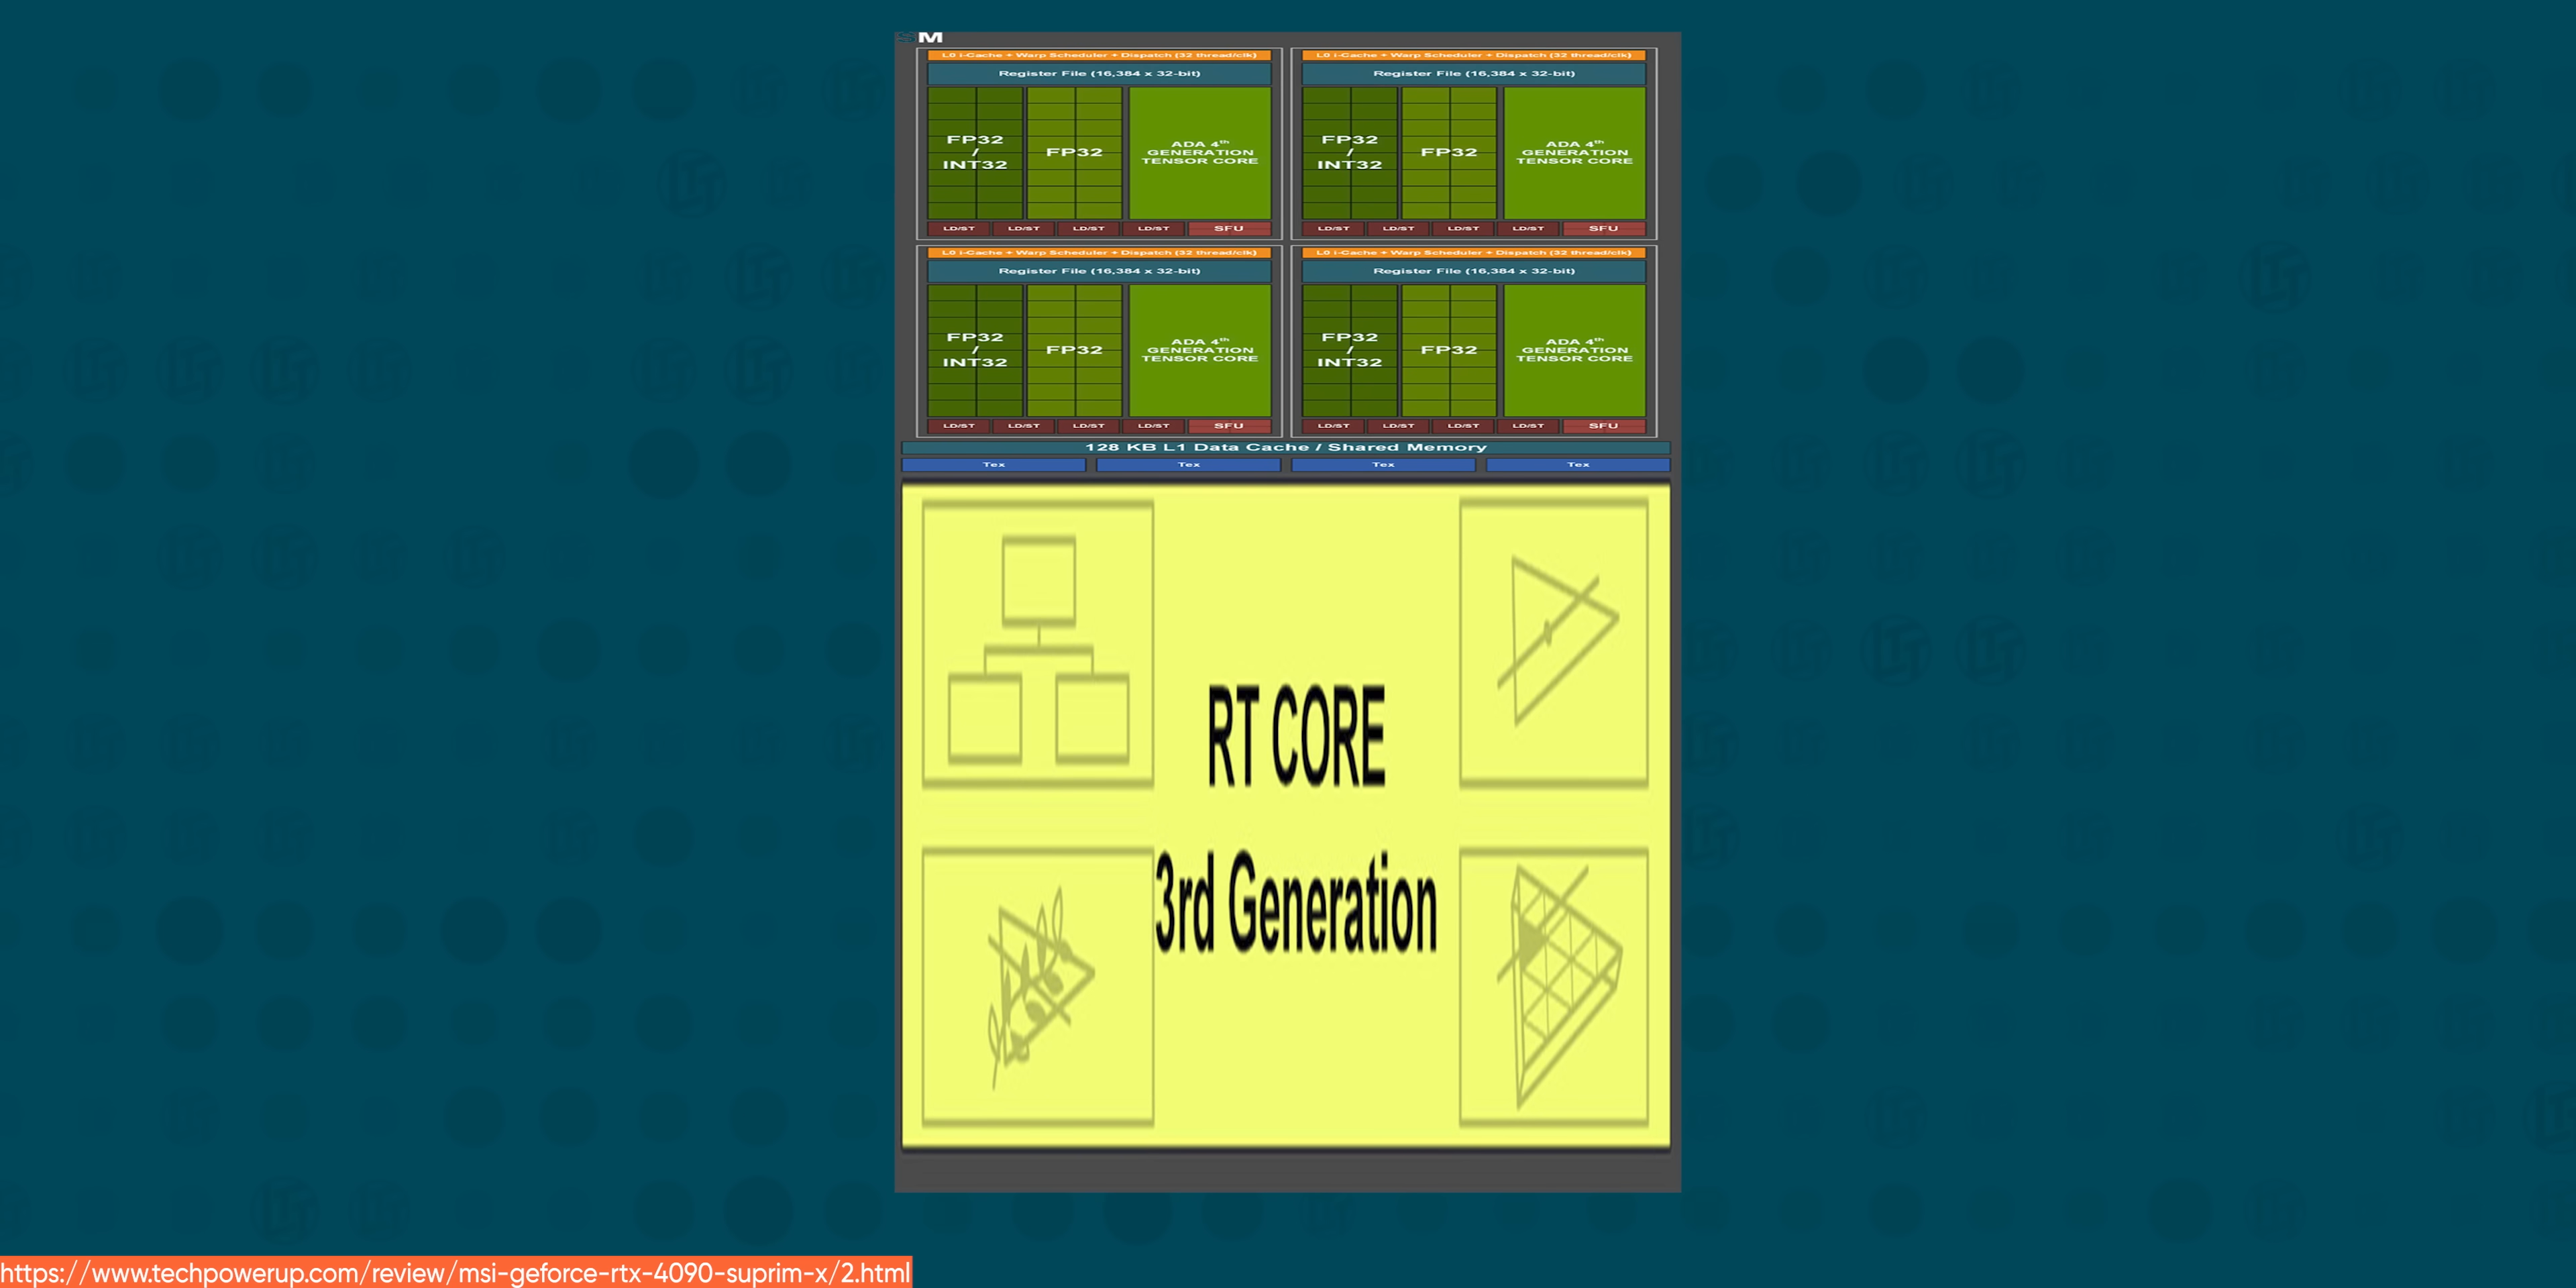 SM
L0 i-Cache + Warp Scheduler + Dispatch (32 thread/clk)
Register File (16,384 x 32-bit)
FP32
/
INT32
FP32
ADA 4th
GENERATION
TENSOR CORE
LD/ST LD/ST LD/ST LD/ST SFU
L0 i-Cache + Warp Scheduler + Dispatch (32 thread/clk)
Register File (16,384 x 32-bit)
FP32
/
INT32
FP32
ADA 4th
GENERATION
TENSOR CORE
LD/ST LD/ST LD/ST LD/ST SFU
L0 i-Cache + Warp Scheduler + Dispatch (32 thread/clk)
Register File (16,384 x 32-bit)
FP32
/
INT32
FP32
ADA 4th
GENERATION
TENSOR CORE
LD/ST LD/ST LD/ST LD/ST SFU
L0 i-Cache + Warp Scheduler + Dispatch (32 thread/clk)
Register File (16,384 x 32-bit)
FP32
/
INT32
FP32
ADA 4th
GENERATION
TENSOR CORE
LD/ST LD/ST LD/ST LD/ST SFU
128 KB L1 Data Cache / Shared Memory
Tex Tex Tex Tex
RT CORE
3rd Generation
https://www.techpowerup.com/review/msi-geforce-rtx-4090-suprim-x/2.html